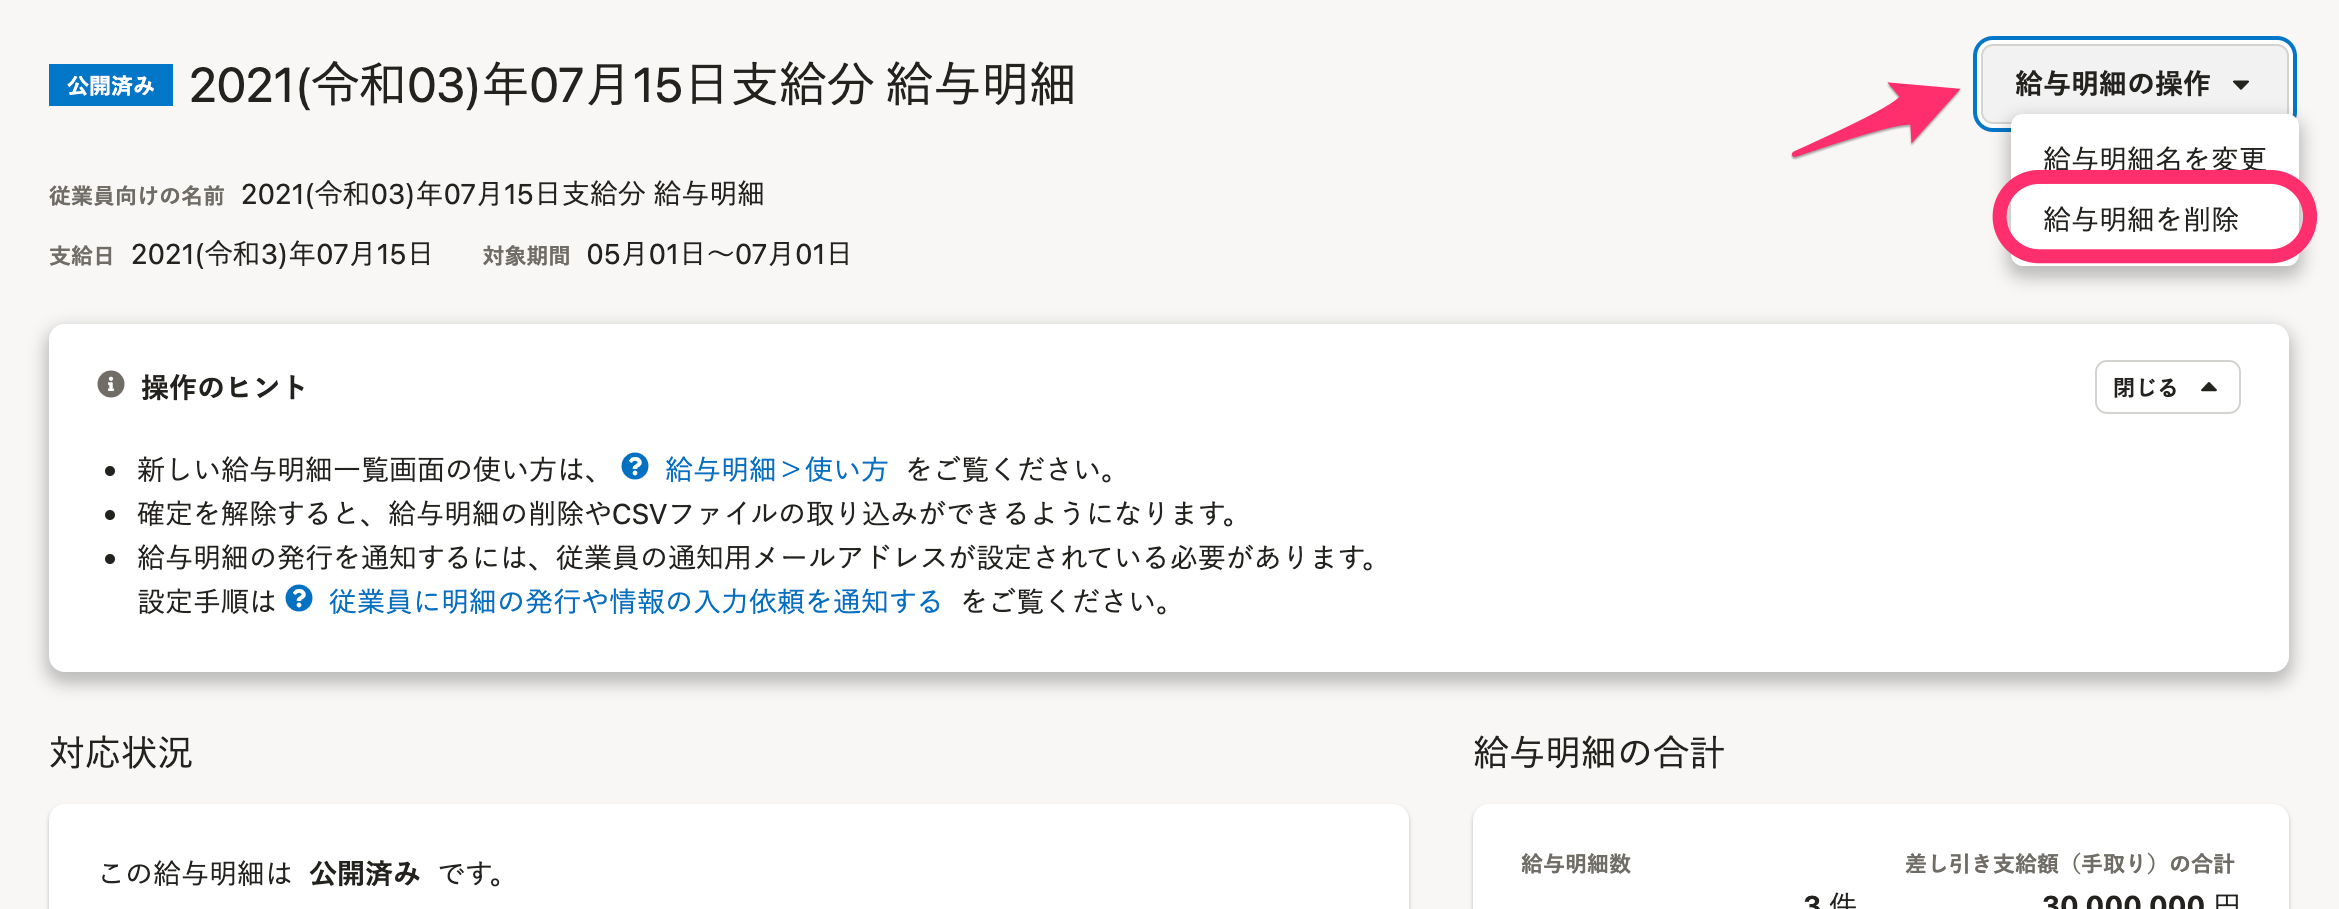 公開済み 2021(令和03)年07月15日支給分 給与明細
給与明細の操作
給与明細名を変更
給与明細を削除
従業員向けの名前 2021(令和03)年07月15日支給分 給与明細
支給日 2021(令和3)年07月15日 対象期間 05月01日〜07月01日
操作のヒント
閉じる
新しい給与明細一覧画面の使い方は、 給与明細＞使い方 をご覧ください。
確定を解除すると、給与明細の削除やCSVファイルの取り込みができるようになります。
給与明細の発行を通知するには、従業員の通知用メールアドレスが設定されている必要があります。
設定手順は 従業員に明細の発行や情報の入力依頼を通知する をご覧ください。
対応状況
この給与明細は 公開済み です。
給与明細の合計
給与明細数 差し引き支給額（手取り）の合計
3 件 30,000,000 円